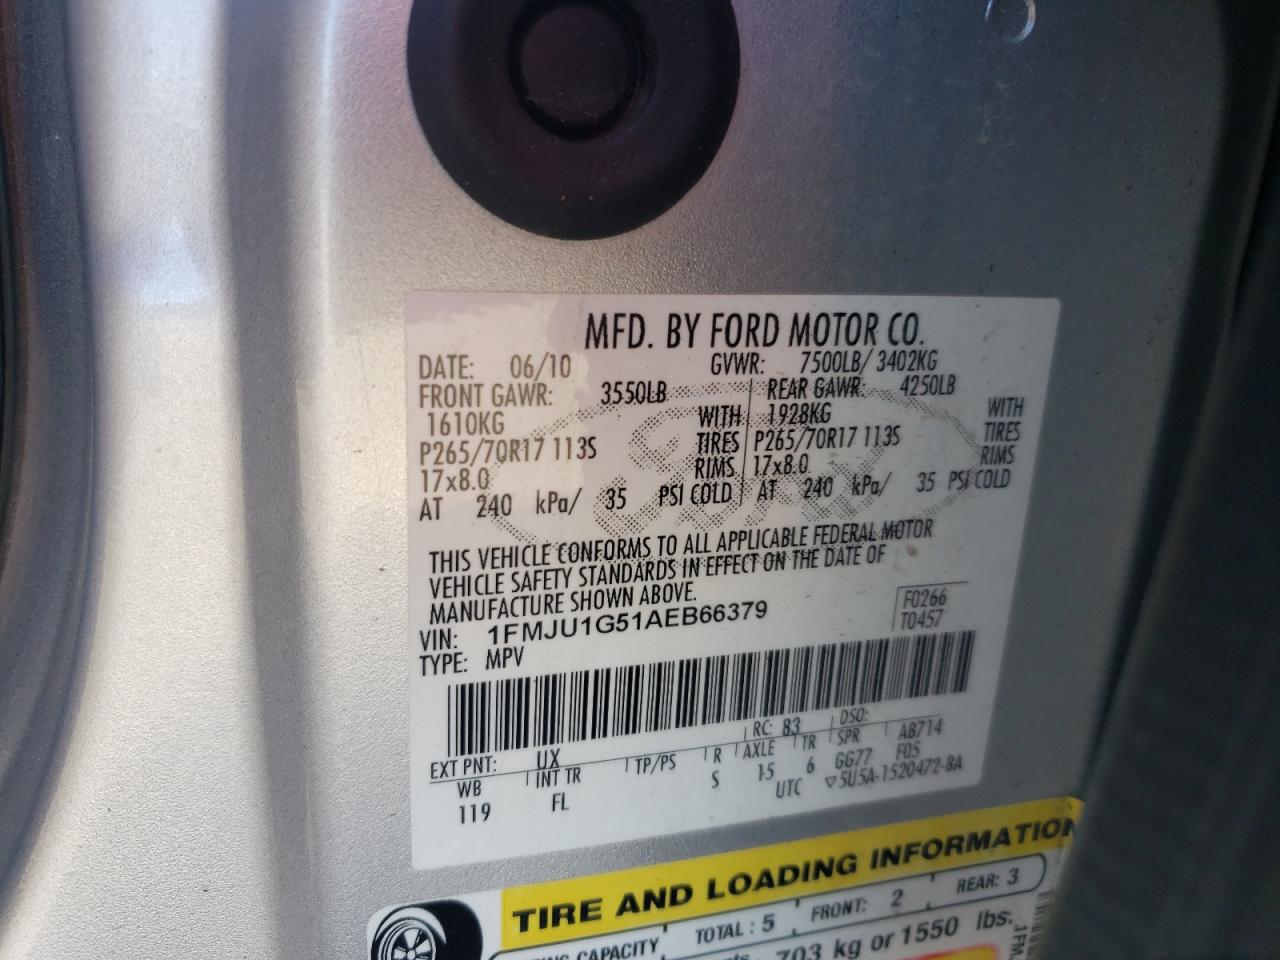 MFD. BY FORD MOTOR CO.
DATE: 06/10 GVWR: 7500LB/ 3402KG
FRONT GAWR: 3550LB REAR GAWR: 4250LB
1610KG WITH 1928KG WITH
P265/70R17 113S TIRES P265/70R17 113S TIRES
17x8.0 RIMS 17x8.0 RIMS
AT 240 kPa/ 35 PSI COLD AT 240 kPa/ 35 PSI COLD
THIS VEHICLE CONFORMS TO ALL APPLICABLE FEDERAL MOTOR
VEHICLE SAFETY STANDARDS IN EFFECT ON THE DATE OF
MANUFACTURE SHOWN ABOVE.
F0266
VIN: 1FMJU1G51AEB66379 T0457
TYPE: MPV
EXT PNT: UX RC: 83 DSO:
WB INT TR TP/PS R AXLE TR SPR AB714
119 FL S 15 6 GG77 F05
UTC ▽5U5A-1520472-BA
TIRE AND LOADING INFORMATION
CAPACITY TOTAL: 5 FRONT: 2 REAR: 3
703 kg or 1550 lbs.
1FM